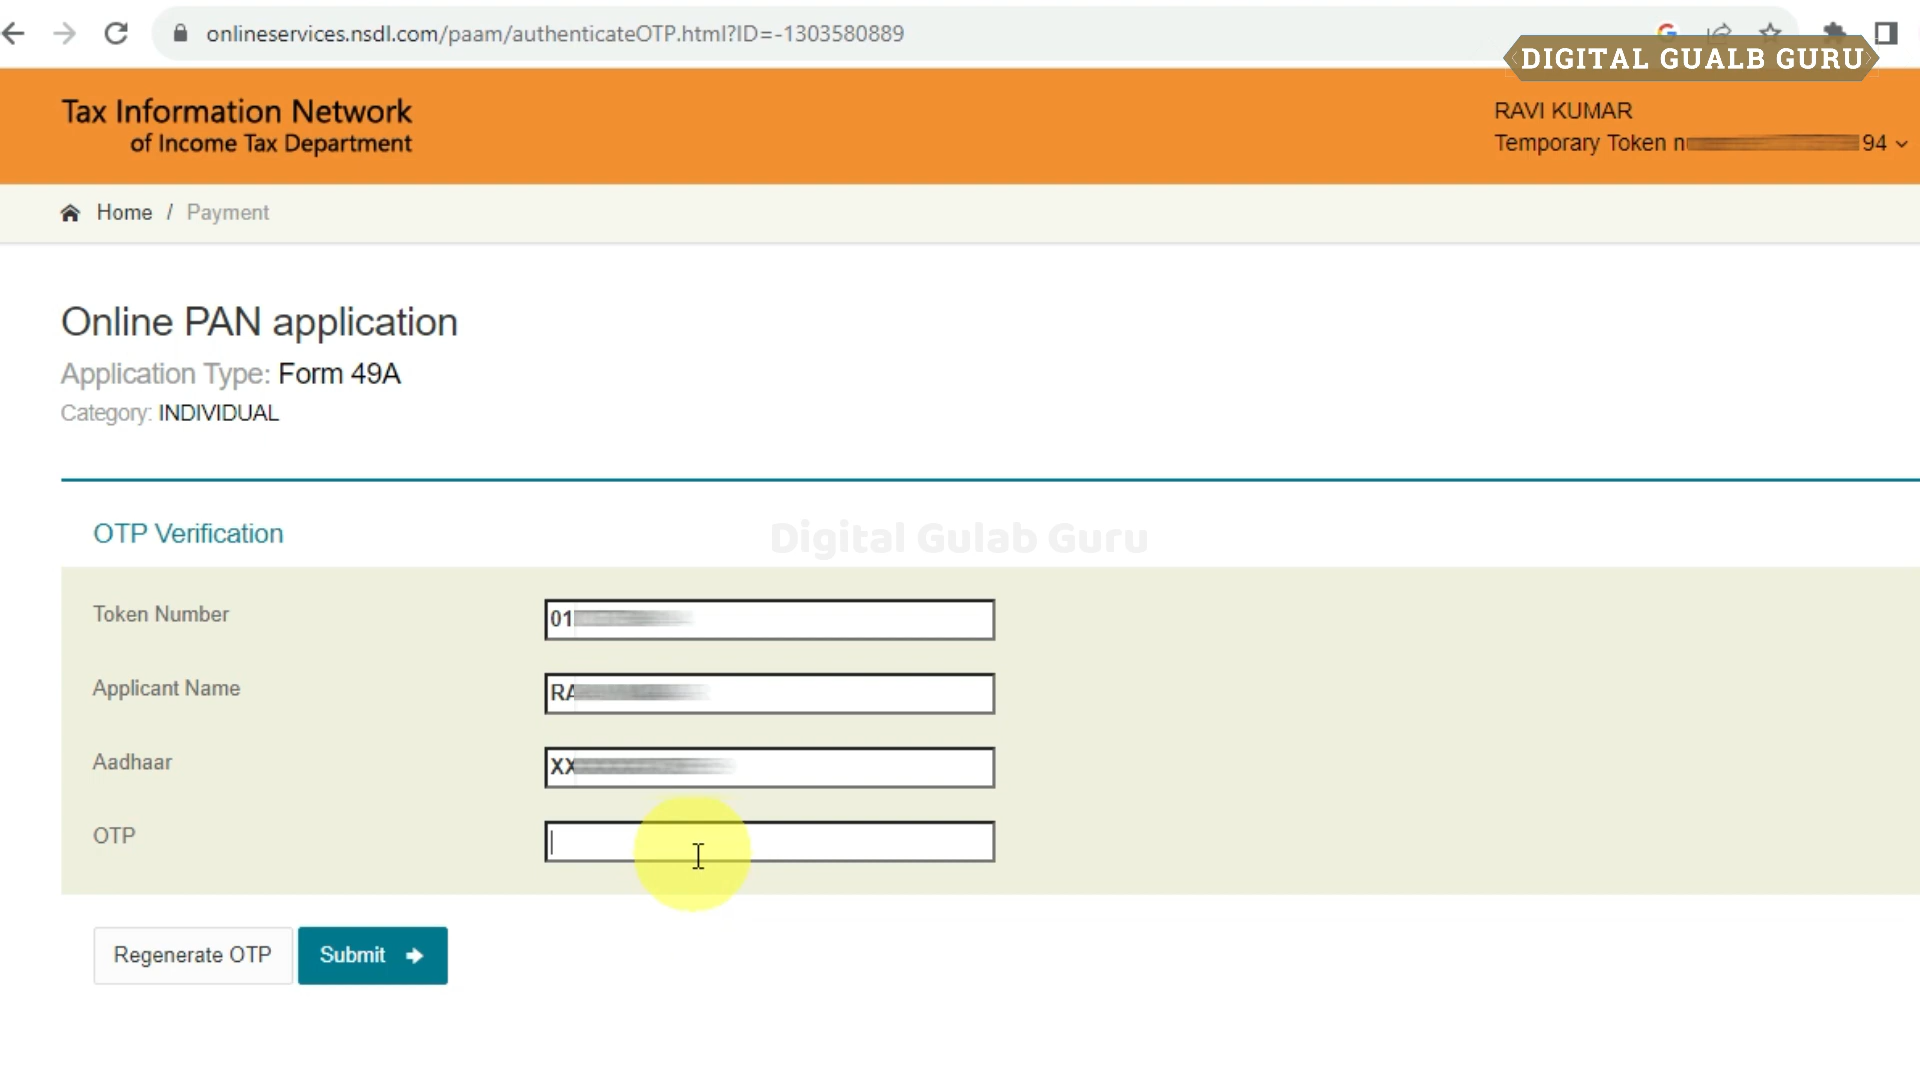 onlineservices.nsdl.com/paam/authenticateOTP.html?ID=-1303580889
DIGITAL GUALB GURU
Tax Information Network
of Income Tax Department
RAVI KUMAR
Temporary Token n 94
Home / Payment
Online PAN application
Application Type: Form 49A
Category: INDIVIDUAL
OTP Verification
Digital Gulab Guru
Token Number 01
Applicant Name RA
Aadhaar XX
OTP
Regenerate OTP Submit